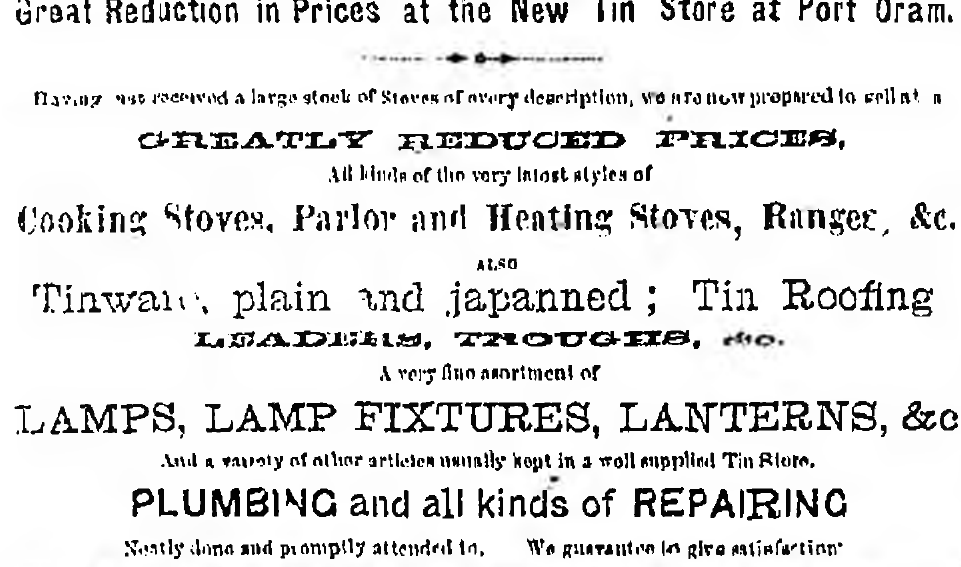 Great Reduction in Prices at the New Tin Store at Port Oram.
Having just received a large stock of Stoves of every description, we are now prepared to sell at a
GREATLY REDUCED PRICES,
All kinds of the very latest styles of
Cooking Stoves, Parlor and Heating Stoves, Ranges, &c.
ALSO
Tinware, plain and japanned; Tin Roofing
LEADERS, TROUGHS, &c.
A very fine asortment of
LAMPS, LAMP FIXTURES, LANTERNS, &c
And a variety of other articles usually kept in a well supplied Tin Store.
PLUMBING and all kinds of REPAIRING
Neatly done and promptly attended to. We guarantee to give satisfaction